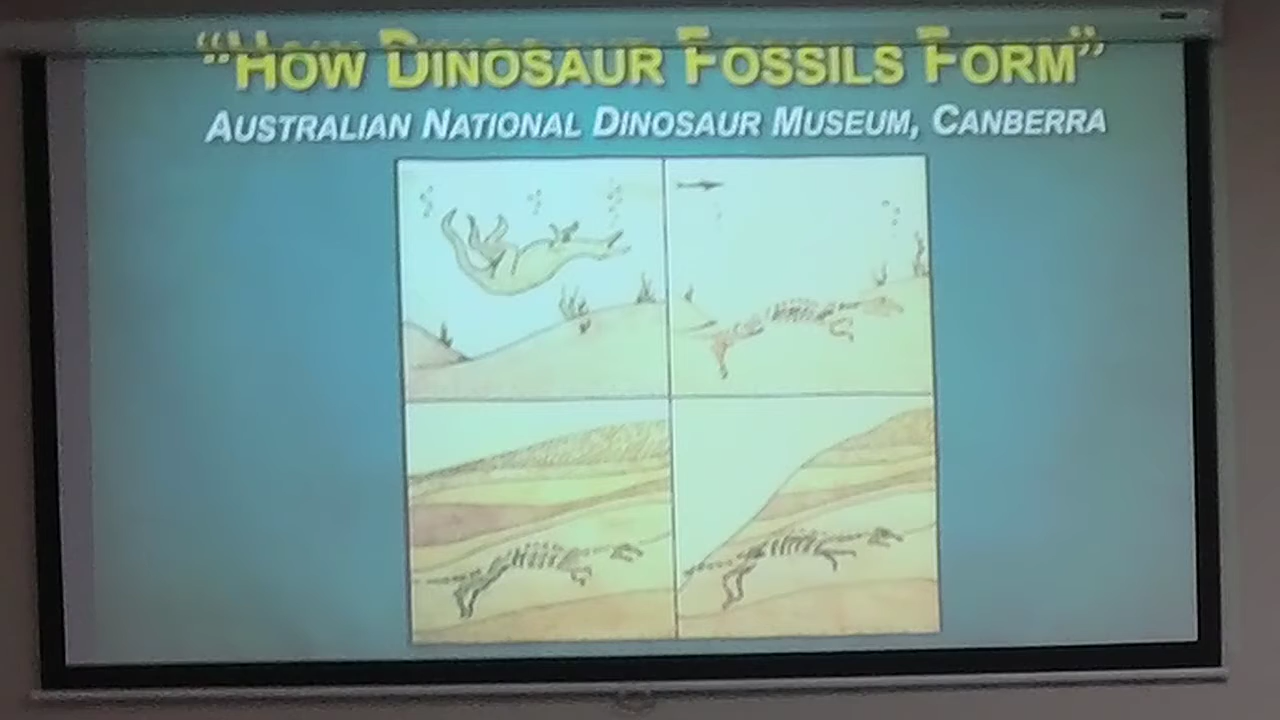 “HOW DINOSAUR FOSSILS FORM”
AUSTRALIAN NATIONAL DINOSAUR MUSEUM, CANBERRA